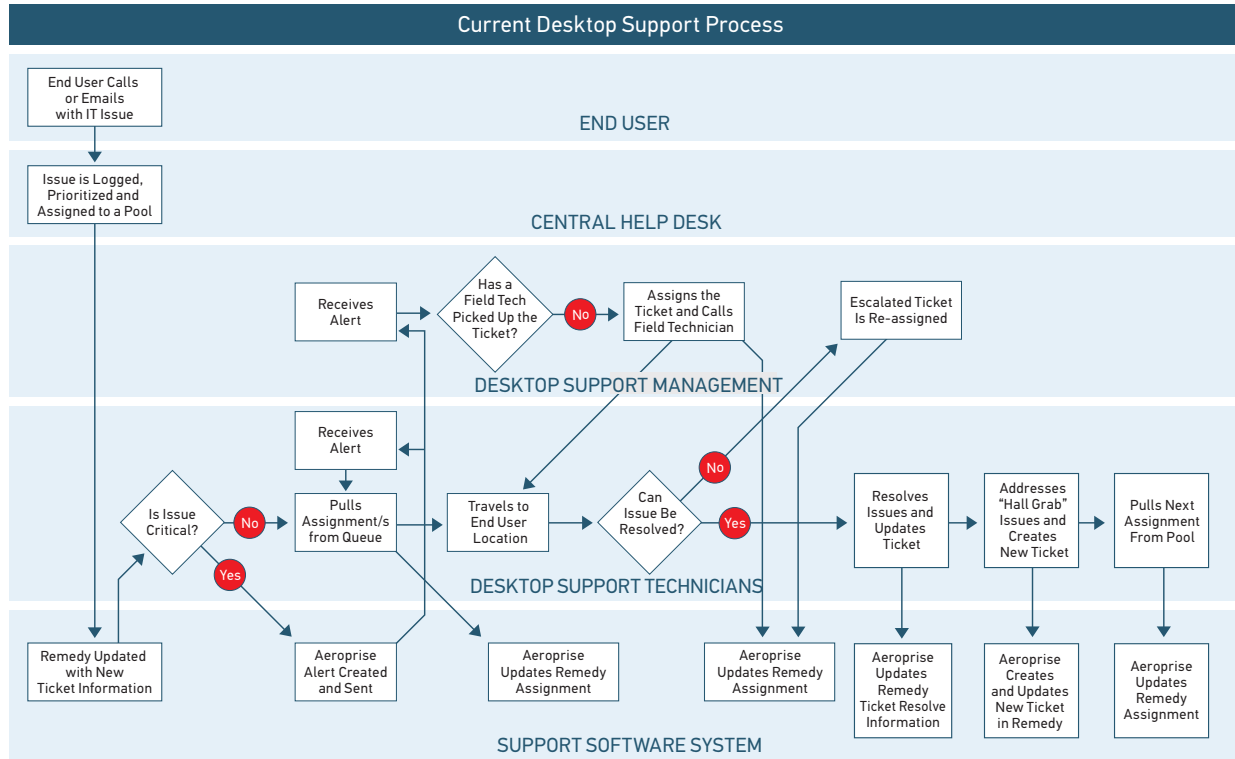 Current Desktop Support Process
End User Calls
or Emails
with IT Issue
END USER
Issue is Logged,
Prioritized and
Assigned to a Pool
CENTRAL HELP DESK
Receives
Alert
Has a
Field Tech
Picked Up the
Ticket?
No
Assigns the
Ticket and Calls
Field Technician
Escalated Ticket
Is Re-assigned
DESKTOP SUPPORT MANAGEMENT
Receives
Alert
Is Issue
Critical?
No
Yes
Pulls
Assignment/s
from Queue
Travels to
End User
Location
Can
Issue Be
Resolved?
No
Yes
Resolves
Issues and
Updates
Ticket
Addresses
“Hall Grab”
Issues and
Creates
New Ticket
Pulls Next
Assignment
From Pool
DESKTOP SUPPORT TECHNICIANS
Remedy Updated
with New
Ticket Information
Aeroprise
Alert Created
and Sent
Aeroprise
Updates Remedy
Assignment
Aeroprise
Updates Remedy
Assignment
Aeroprise
Updates
Remedy
Ticket Resolve
Information
Aeroprise
Creates
and Updates
New Ticket
in Remedy
Aeroprise
Updates
Remedy
Assignment
SUPPORT SOFTWARE SYSTEM